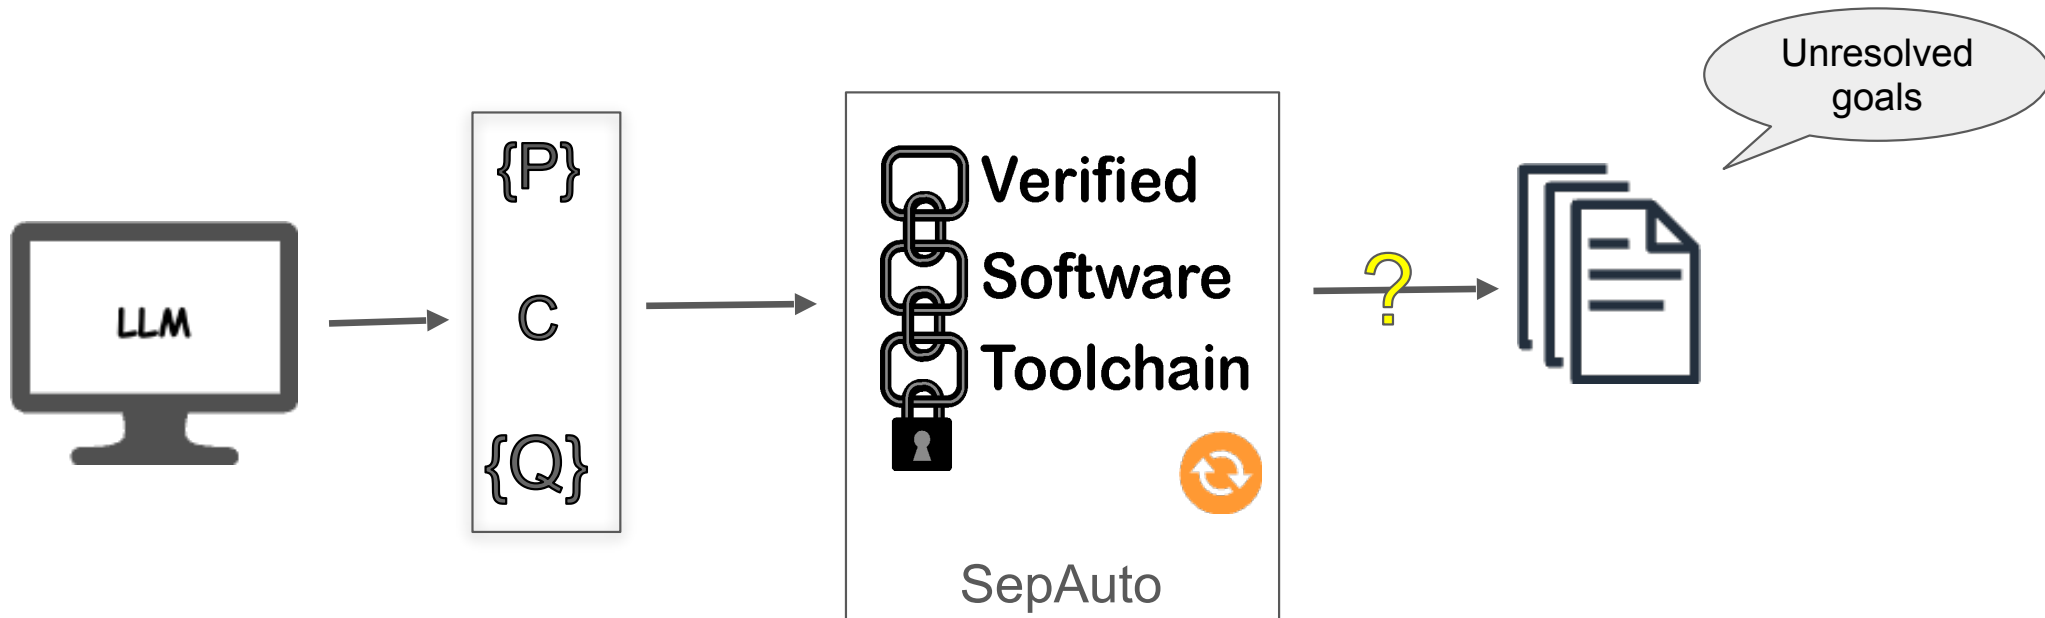 LLM
{P}
C
{Q}
Verified
Software
Toolchain
SepAuto
?
Unresolved
goals